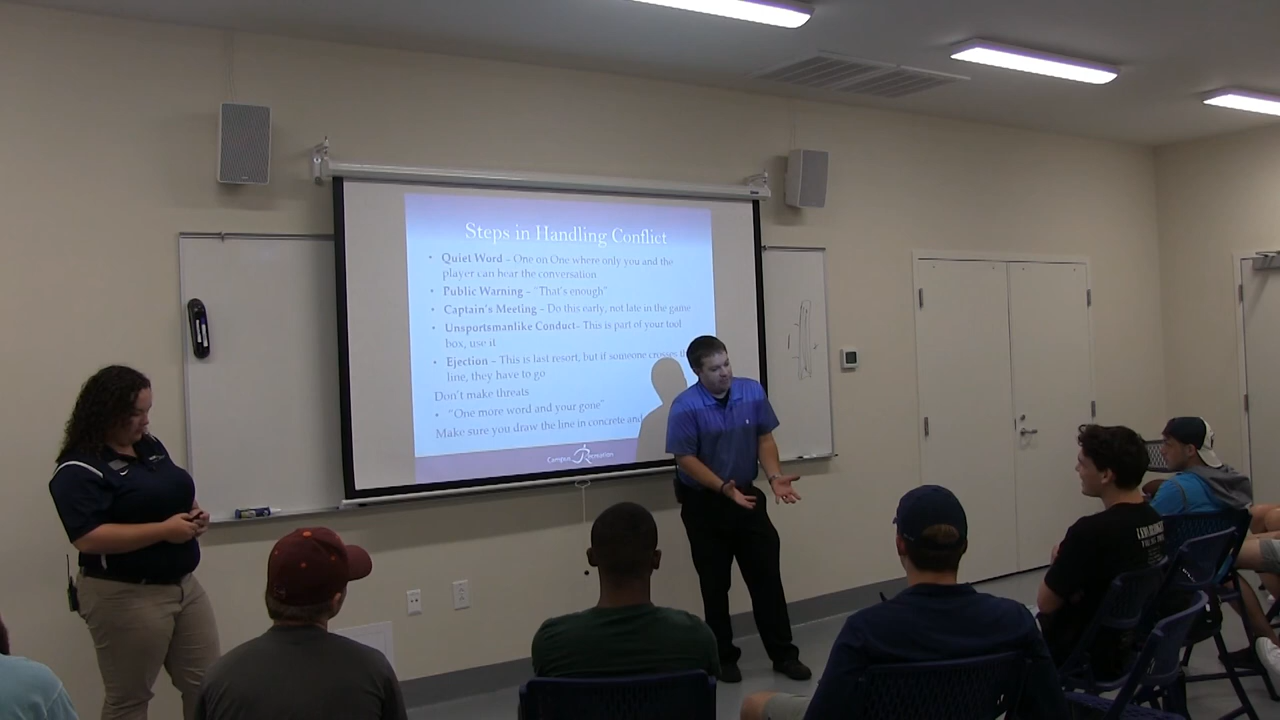 Steps in Handling Conflict
• Quiet Word – One on One where only you and the
player can hear the conversation
• Public Warning – "That's enough"
• Captain's Meeting – Do this early, not late in the game
• Unsportsmanlike Conduct– This is part of your tool
box, use it
• Ejection – This is last resort, but if someone crosses th
line, they have to go
Don't make threats
• "One more word and your gone"
Make sure you draw the line in concrete and
Campus Recreation